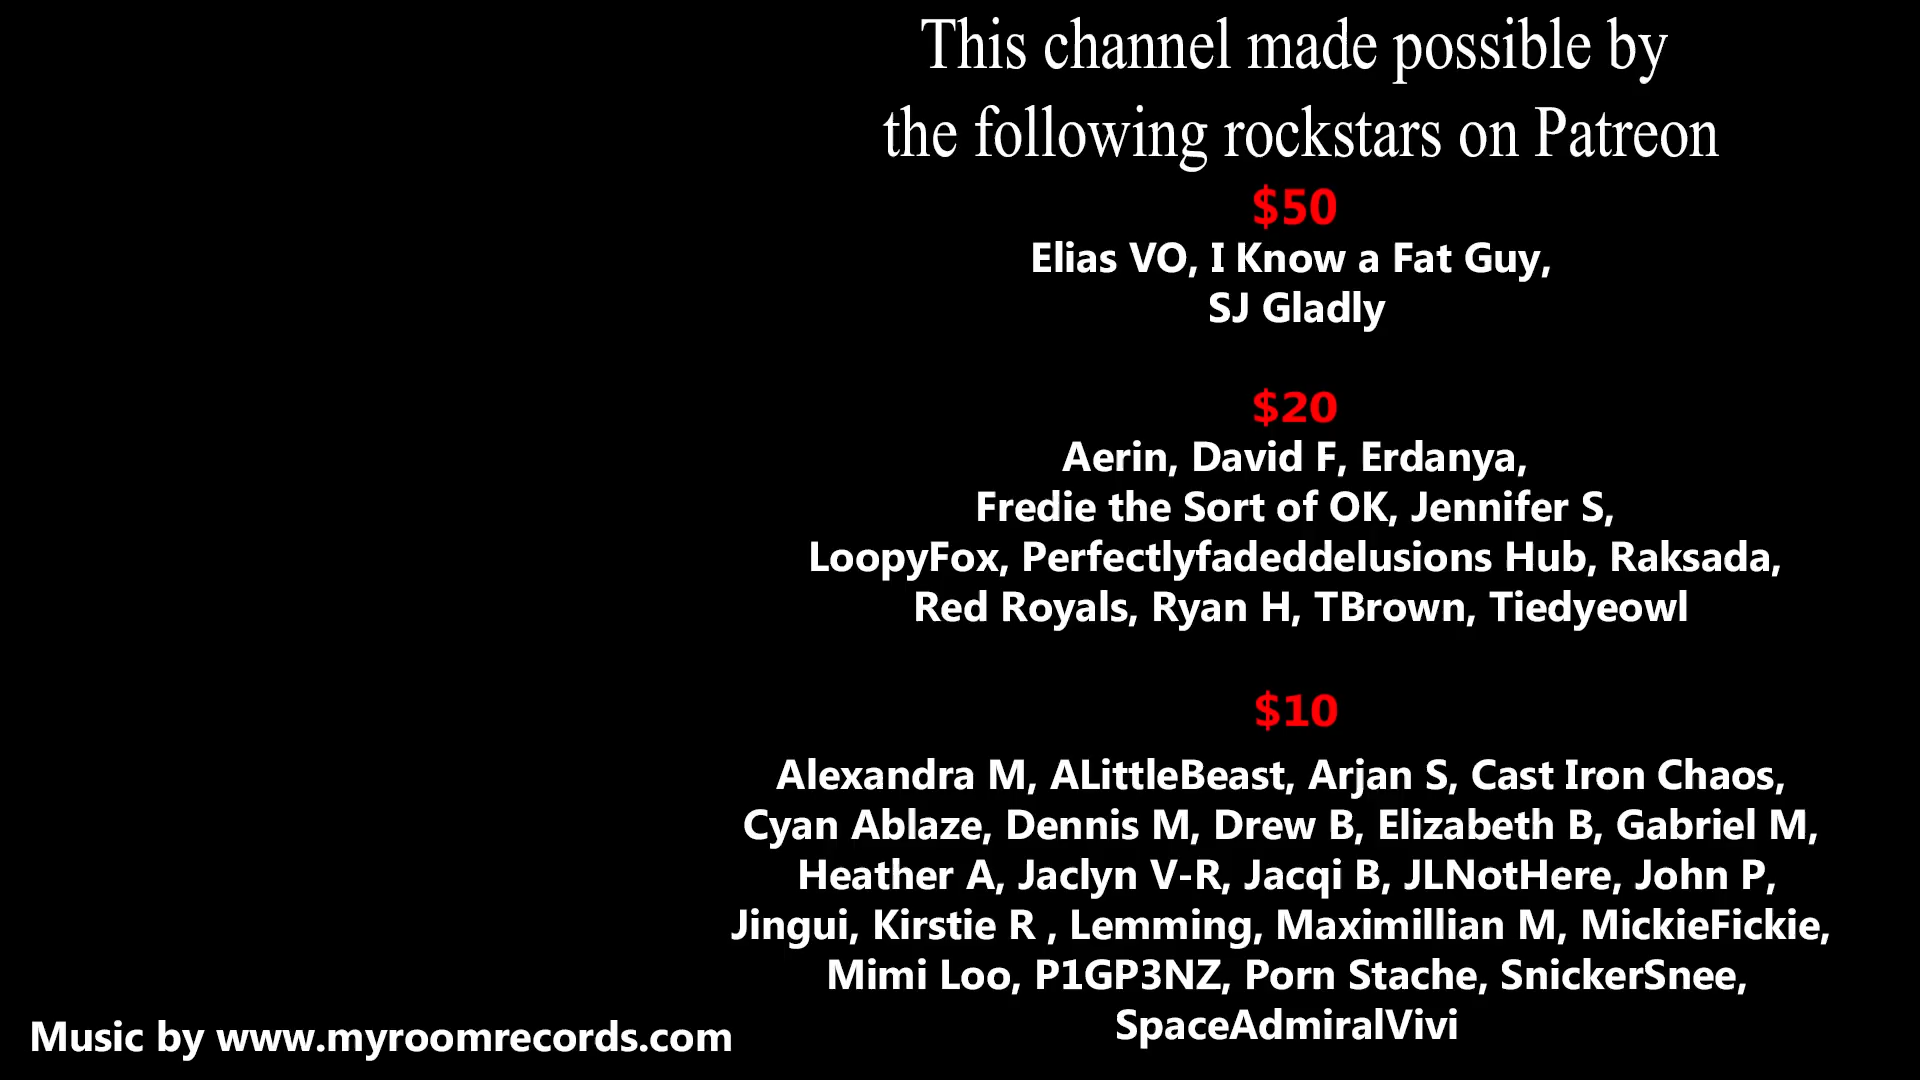 This channel made possible by
the following rockstars on Patreon
$50
Elias VO, I Know a Fat Guy,
SJ Gladly
$20
Aerin, David F, Erdanya,
Fredie the Sort of OK, Jennifer S,
LoopyFox, Perfectlyfadeddelusions Hub, Raksada,
Red Royals, Ryan H, TBrown, Tiedyeowl
$10
Alexandra M, ALittleBeast, Arjan S, Cast Iron Chaos,
Cyan Ablaze, Dennis M, Drew B, Elizabeth B, Gabriel M,
Heather A, Jaclyn V-R, Jacqi B, JLNotHere, John P,
Jingui, Kirstie R , Lemming, Maximillian M, MickieFickie,
Mimi Loo, P1GP3NZ, Porn Stache, SnickerSnee,
SpaceAdmiralVivi
Music by www.myroomrecords.com